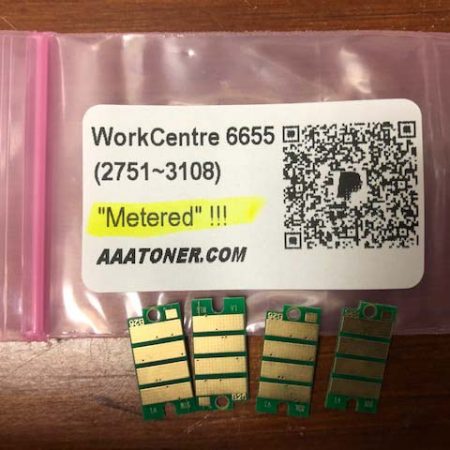 WorkCentre 6655
(2751~3108)
"Metered" !!!
AAATONER.COM